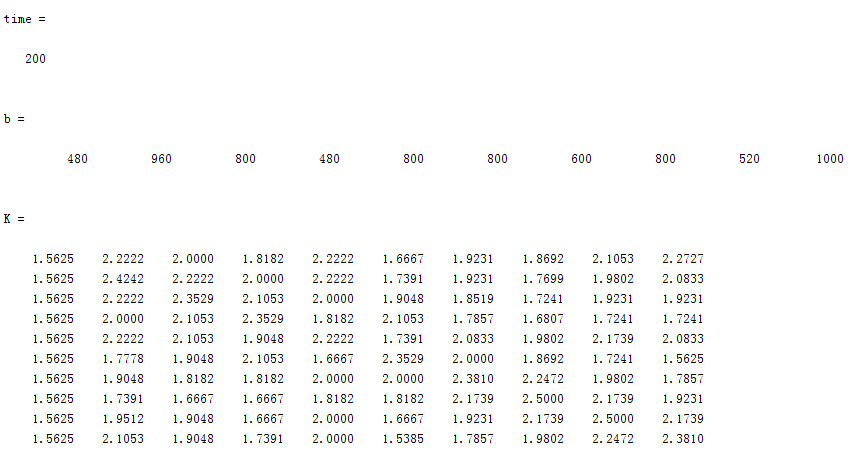 time =
200
b =
480 960 800 480 800 800 600 800 520 1000
K =
1.5625 2.2222 2.0000 1.8182 2.2222 1.6667 1.9231 1.8692 2.1053 2.2727
1.5625 2.4242 2.2222 2.0000 2.2222 1.7391 1.9231 1.7699 1.9802 2.0833
1.5625 2.2222 2.3529 2.1053 2.0000 1.9048 1.8519 1.7241 1.9231 1.9231
1.5625 2.0000 2.1053 2.3529 1.8182 2.1053 1.7857 1.6807 1.7241 1.7241
1.5625 2.2222 2.1053 1.9048 2.2222 1.7391 2.0833 1.9802 2.1739 2.0833
1.5625 1.7778 1.9048 2.1053 1.6667 2.3529 2.0000 1.8692 1.7241 1.5625
1.5625 1.9048 1.8182 1.8182 2.0000 2.0000 2.3810 2.2472 1.9802 1.7857
1.5625 1.7391 1.6667 1.6667 1.8182 1.8182 2.1739 2.5000 2.1739 1.9231
1.5625 1.9512 1.9048 1.6667 2.0000 1.6667 1.9231 2.1739 2.5000 2.1739
1.5625 2.1053 1.9048 1.7391 2.0000 1.5385 1.7857 1.9802 2.2472 2.3810